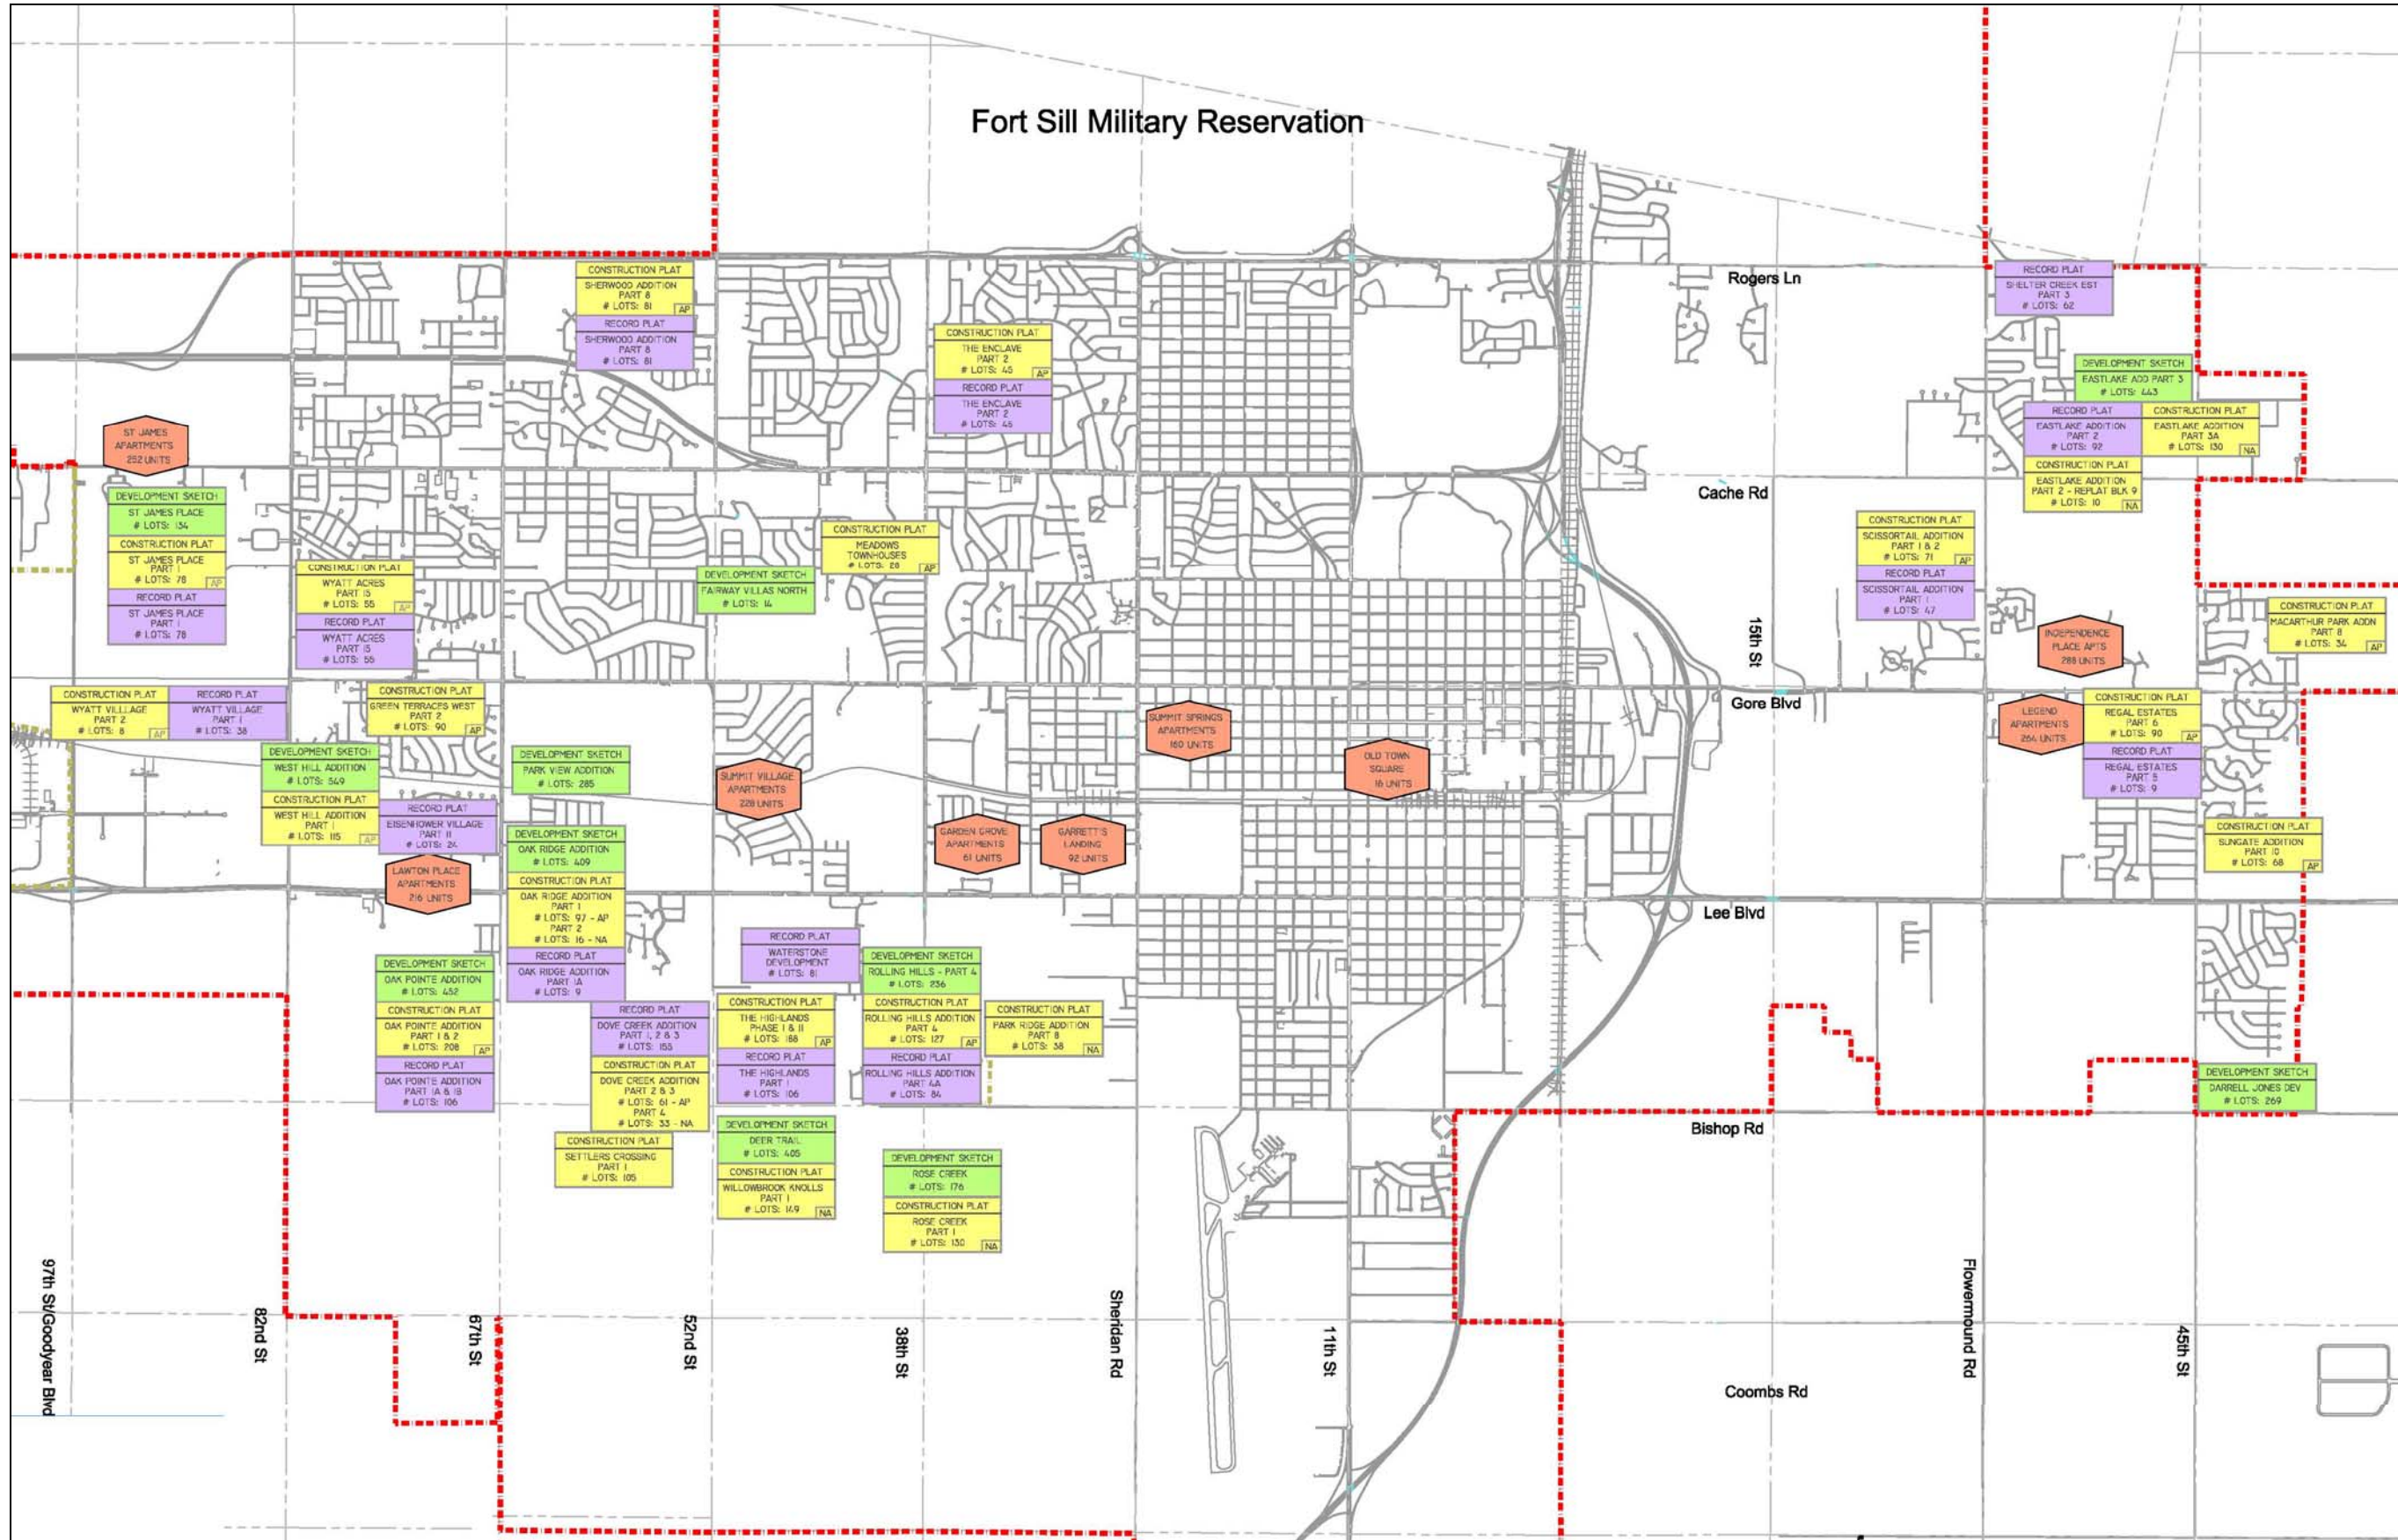 Fort Sill Military Reservation
CONSTRUCTION PLAT
SHERWOOD ADDITION
PART 8
# LOTS: 81
AP
RECORD PLAT
SHERWOOD ADDITION
PART 8
# LOTS: 81
CONSTRUCTION PLAT
THE ENCLAVE
PART 2
# LOTS: 45
AP
RECORD PLAT
THE ENCLAVE
PART 2
# LOTS: 45
Rogers Ln
RECORD PLAT
SHELTER CREEK EST
PART 3
# LOTS: 62
DEVELOPMENT SKETCH
EASTLAKE ADD PART 3
# LOTS: 443
RECORD PLAT
EASTLAKE ADDITION
PART 2
# LOTS: 92
CONSTRUCTION PLAT
EASTLAKE ADDITION
PART 3A
# LOTS: 130
NA
CONSTRUCTION PLAT
EASTLAKE ADDITION
PART 2 - REPLAT BLK 9
# LOTS: 10
NA
ST JAMES
APARTMENTS
252 UNITS
DEVELOPMENT SKETCH
ST JAMES PLACE
# LOTS: 134
CONSTRUCTION PLAT
ST JAMES PLACE
PART 1
# LOTS: 78
AP
RECORD PLAT
ST JAMES PLACE
PART 1
# LOTS: 78
CONSTRUCTION PLAT
WYATT ACRES
PART 15
# LOTS: 55
AP
RECORD PLAT
WYATT ACRES
PART 15
# LOTS: 55
DEVELOPMENT SKETCH
FAIRWAY VILLAS NORTH
# LOTS: 14
CONSTRUCTION PLAT
MEADOWS
TOWNHOUSES
# LOTS: 28
AP
Cache Rd
CONSTRUCTION PLAT
SCISSORTAIL ADDITION
PART 1 & 2
# LOTS: 71
AP
RECORD PLAT
SCISSORTAIL ADDITION
PART 1
# LOTS: 47
15th St
INDEPENDENCE
PLACE APTS
288 UNITS
CONSTRUCTION PLAT
MACARTHUR PARK ADDN
PART 8
# LOTS: 34
AP
CONSTRUCTION PLAT
WYATT VILLLAGE
PART 2
# LOTS: 8
AP
RECORD PLAT
WYATT VILLAGE
PART 1
# LOTS: 38
CONSTRUCTION PLAT
GREEN TERRACES WEST
PART 2
# LOTS: 90
AP
DEVELOPMENT SKETCH
WEST HILL ADDITION
# LOTS: 549
CONSTRUCTION PLAT
WEST HILL ADDITION
PART 1
# LOTS: 115
AP
RECORD PLAT
EISENHOWER VILLAGE
PART 11
# LOTS: 24
LAWTON PLACE
APARTMENTS
216 UNITS
DEVELOPMENT SKETCH
PARK VIEW ADDITION
# LOTS: 285
DEVELOPMENT SKETCH
OAK RIDGE ADDITION
# LOTS: 409
CONSTRUCTION PLAT
OAK RIDGE ADDITION
PART 1
# LOTS: 97 - AP
PART 2
# LOTS: 16 - NA
RECORD PLAT
OAK RIDGE ADDITION
PART 1A
# LOTS: 9
SUMMIT VILLAGE
APARTMENTS
228 UNITS
GARDEN GROVE
APARTMENTS
61 UNITS
GARRETT'S
LANDING
92 UNITS
SUMMIT SPRINGS
APARTMENTS
160 UNITS
OLD TOWN
SQUARE
16 UNITS
Gore Blvd
LEGEND
APARTMENTS
264 UNITS
CONSTRUCTION PLAT
REGAL ESTATES
PART 6
# LOTS: 90
AP
RECORD PLAT
REGAL ESTATES
PART 5
# LOTS: 9
CONSTRUCTION PLAT
SUNGATE ADDITION
PART 10
# LOTS: 68
AP
Lee Blvd
DEVELOPMENT SKETCH
OAK POINTE ADDITION
# LOTS: 452
CONSTRUCTION PLAT
OAK POINTE ADDITION
PART 1 & 2
# LOTS: 208
AP
RECORD PLAT
OAK POINTE ADDITION
PART 1A & 1B
# LOTS: 106
RECORD PLAT
DOVE CREEK ADDITION
PART 1, 2 & 3
# LOTS: 155
CONSTRUCTION PLAT
DOVE CREEK ADDITION
PART 2 & 3
# LOTS: 61 - AP
PART 4
# LOTS: 33 - NA
CONSTRUCTION PLAT
SETTLERS CROSSING
PART 1
# LOTS: 105
RECORD PLAT
WATERSTONE
DEVELOPMENT
# LOTS: 81
CONSTRUCTION PLAT
THE HIGHLANDS
PHASE I & II
# LOTS: 188
AP
RECORD PLAT
THE HIGHLANDS
PART 1
# LOTS: 106
DEVELOPMENT SKETCH
DEER TRAIL
# LOTS: 405
CONSTRUCTION PLAT
WILLOWBROOK KNOLLS
PART 1
# LOTS: 149
NA
DEVELOPMENT SKETCH
ROLLING HILLS - PART 4
# LOTS: 236
CONSTRUCTION PLAT
ROLLING HILLS ADDITION
PART 4
# LOTS: 127
AP
RECORD PLAT
ROLLING HILLS ADDITION
PART 4A
# LOTS: 84
CONSTRUCTION PLAT
PARK RIDGE ADDITION
PART 8
# LOTS: 38
NA
DEVELOPMENT SKETCH
ROSE CREEK
# LOTS: 176
CONSTRUCTION PLAT
ROSE CREEK
PART 1
# LOTS: 130
NA
DEVELOPMENT SKETCH
DARRELL JONES DEV
# LOTS: 269
Bishop Rd
97th St/Goodyear Blvd
82nd St
67th St
52nd St
38th St
Sheridan Rd
11th St
Flowermound Rd
45th St
Coombs Rd